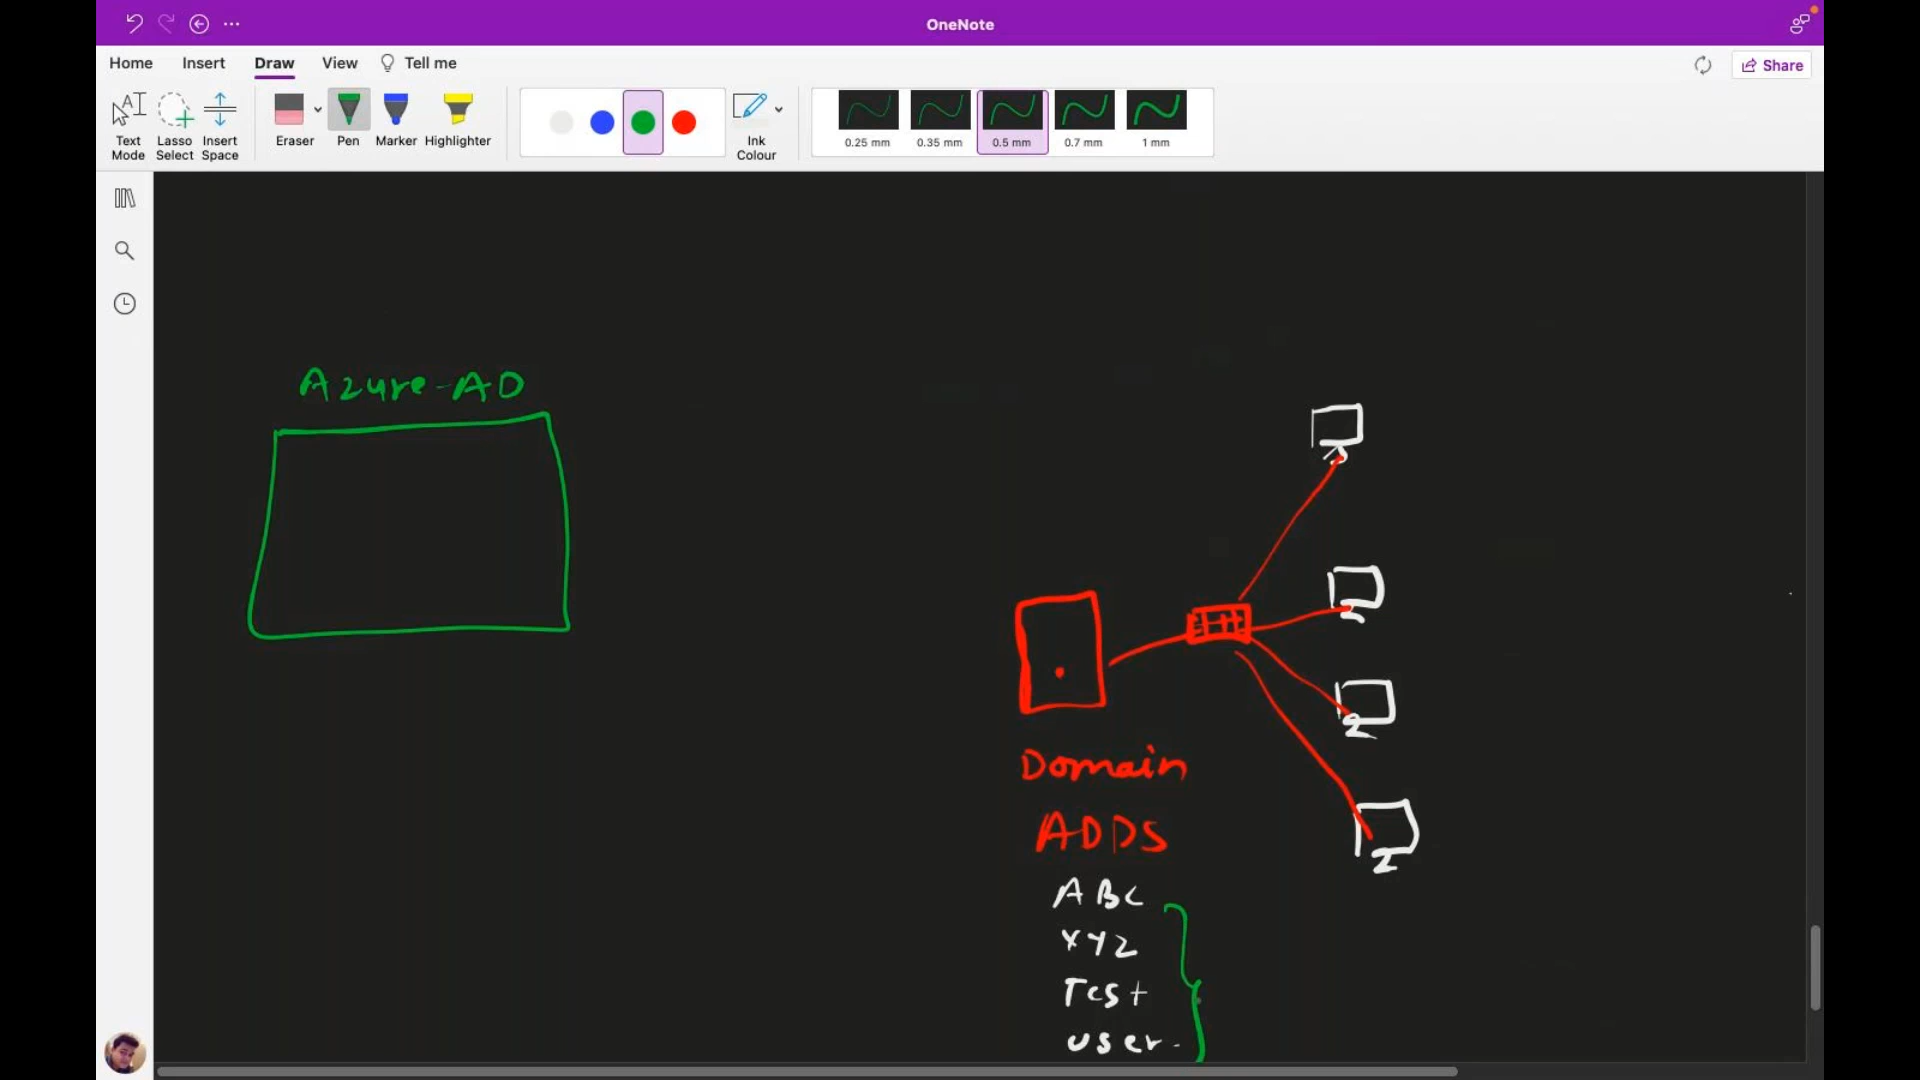 OneNote
Home Insert Draw View Tell me
Share
Text Mode
Lasso Select
Insert Space
Eraser
Pen
Marker
Highlighter
Ink Colour
0.25 mm
0.35 mm
0.5 mm
0.7 mm
1 mm
Azure-AD
Domain
ADDS
ABC
XYZ
Test
user